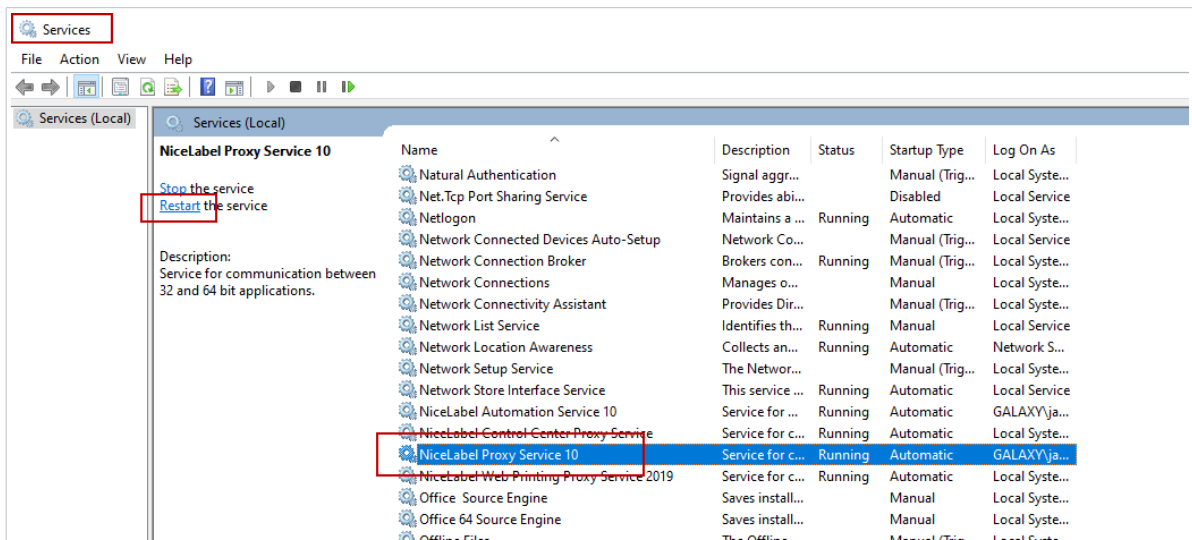 Services
File Action View Help
Services (Local)
Services (Local)
NiceLabel Proxy Service 10
Stop the service
Restart the service
Description:
Service for communication between
32 and 64 bit applications.
Name Description Status Startup Type Log On As
Natural Authentication Signal aggr... Manual (Trig... Local Syste...
Net.Tcp Port Sharing Service Provides abi... Disabled Local Service
Netlogon Maintains a ... Running Automatic Local Syste...
Network Connected Devices Auto-Setup Network Co... Manual (Trig... Local Service
Network Connection Broker Brokers con... Running Manual (Trig... Local Syste...
Network Connections Manages o... Manual Local Syste...
Network Connectivity Assistant Provides Dir... Manual (Trig... Local Syste...
Network List Service Identifies th... Running Manual Local Service
Network Location Awareness Collects an... Running Automatic Network S...
Network Setup Service The Networ... Manual (Trig... Local Syste...
Network Store Interface Service This service ... Running Automatic Local Service
NiceLabel Automation Service 10 Service for ... Running Automatic GALAXY\ja...
NiceLabel Control Center Proxy Service Service for c... Running Automatic Local Syste...
NiceLabel Proxy Service 10 Service for c... Running Automatic GALAXY\ja...
NiceLabel Web Printing Proxy Service 2019 Service for c... Running Automatic Local Syste...
Office Source Engine Saves install... Manual Local Syste...
Office 64 Source Engine Saves install... Manual Local Syste...
Offline Files The Offline... Manual (Trig... Local Syste...